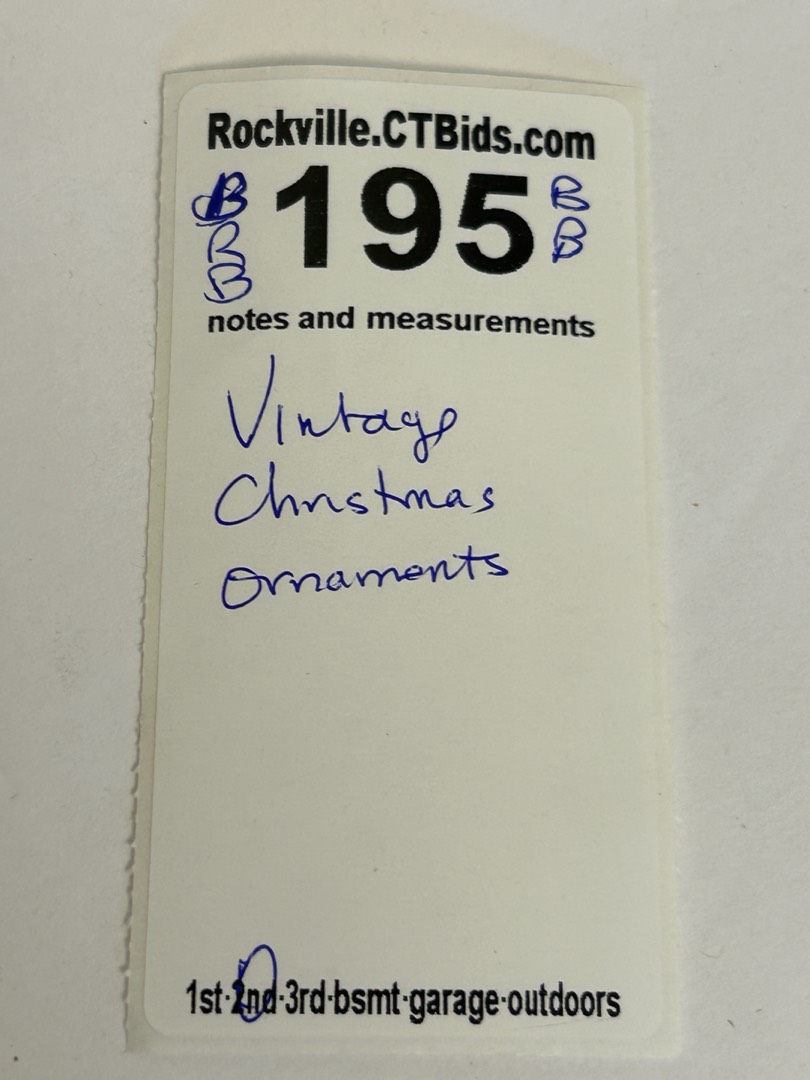 Rockville.CTBids.com
B 195 B
B B
B
notes and measurements
Vintage
Christmas
Ornaments
1st·2nd·3rd·bsmt·garage·outdoors